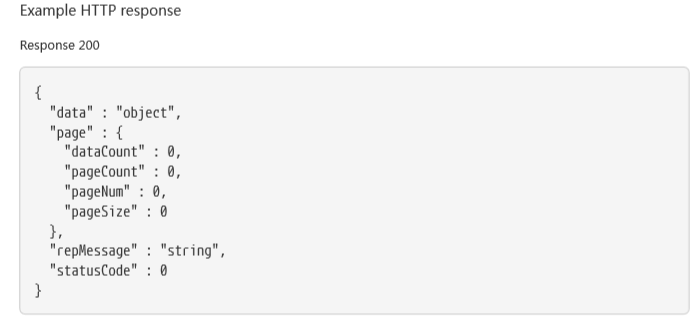 Example HTTP response
Response 200
{
"data" : "object",
"page" : {
"dataCount" : 0,
"pageCount" : 0,
"pageNum" : 0,
"pageSize" : 0
},
"repMessage" : "string",
"statusCode" : 0
}